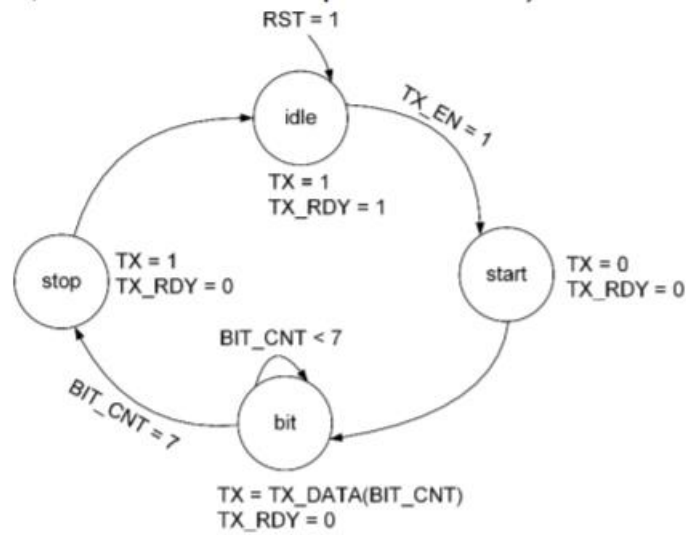 RST = 1
idle
TX_EN = 1
TX = 1
TX_RDY = 1
stop
TX = 1
TX_RDY = 0
start
TX = 0
TX_RDY = 0
BIT_CNT < 7
BIT_CNT = 7
bit
TX = TX_DATA(BIT_CNT)
TX_RDY = 0